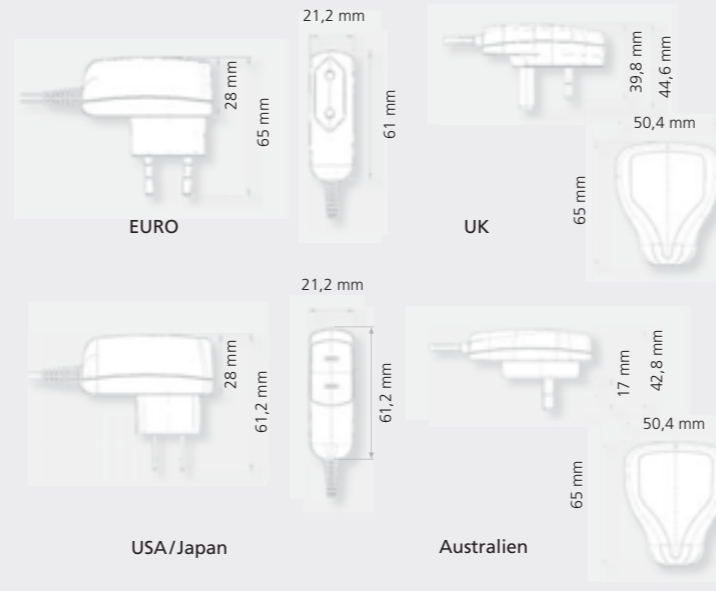 21,2 mm
28 mm
65 mm
61 mm
EURO
39,8 mm
44,6 mm
50,4 mm
65 mm
UK
21,2 mm
28 mm
61,2 mm
61,2 mm
USA/Japan
17 mm
42,8 mm
50,4 mm
65 mm
Australien